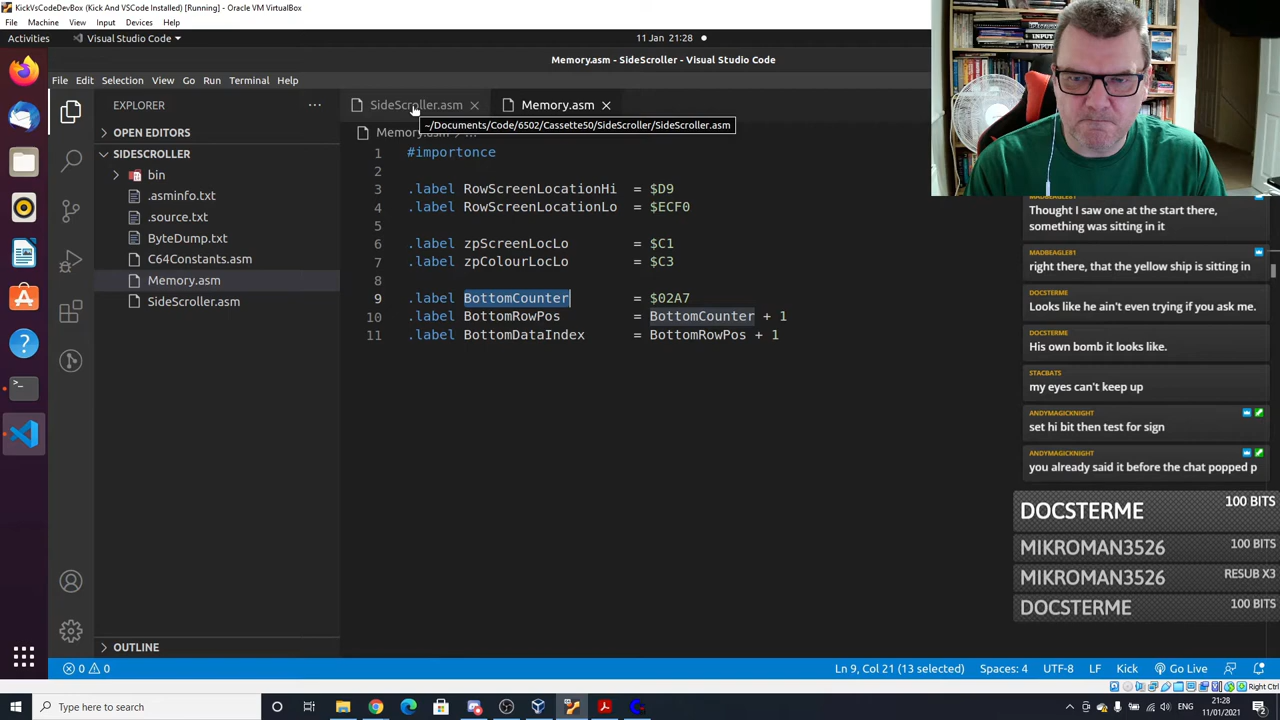 KickVsCodeDevBox (Kick And VSCode Installed) [Running] - Oracle VM VirtualBox
File Machine View Input Devices Help
Activities Visual Studio Code 11 Jan 21:28
Memory.asm - SideScroller - Visual Studio Code
File Edit Selection View Go Run Terminal Help
EXPLORER
SideScroller.asm
Memory.asm
~/Documents/Code/6502/Cassette50/SideScroller/SideScroller.asm
OPEN EDITORS
SIDESCROLLER
bin
.asminfo.txt
.source.txt
ByteDump.txt
C64Constants.asm
Memory.asm
SideScroller.asm
OUTLINE
1 #importonce
2
3 .label RowScreenLocationHi = $D9
4 .label RowScreenLocationLo = $ECF0
5
6 .label zpScreenLocLo = $C1
7 .label zpColourLocLo = $C3
8
9 .label BottomCounter = $02A7
10 .label BottomRowPos = BottomCounter + 1
11 .label BottomDataIndex = BottomRowPos + 1
INPUT
MADBEAGLE81
Thought I saw one at the start there,
something was sitting in it
MADBEAGLE81
right there, that the yellow ship is sitting in
DOCSTERME
Looks like he ain't even trying if you ask me.
DOCSTERME
His own bomb it looks like.
STACBATS
my eyes can't keep up
ANDYMAGICKNIGHT
set hi bit then test for sign
ANDYMAGICKNIGHT
you already said it before the chat popped p
DOCSTERME 100 BITS
MIKROMAN3526 100 BITS
MIKROMAN3526 RESUB X3
DOCSTERME 100 BITS
0 0 Ln 9, Col 21 (13 selected) Spaces: 4 UTF-8 LF Kick Go Live
Right Ctrl
Type here to search
ENG
21:28
11/01/2021